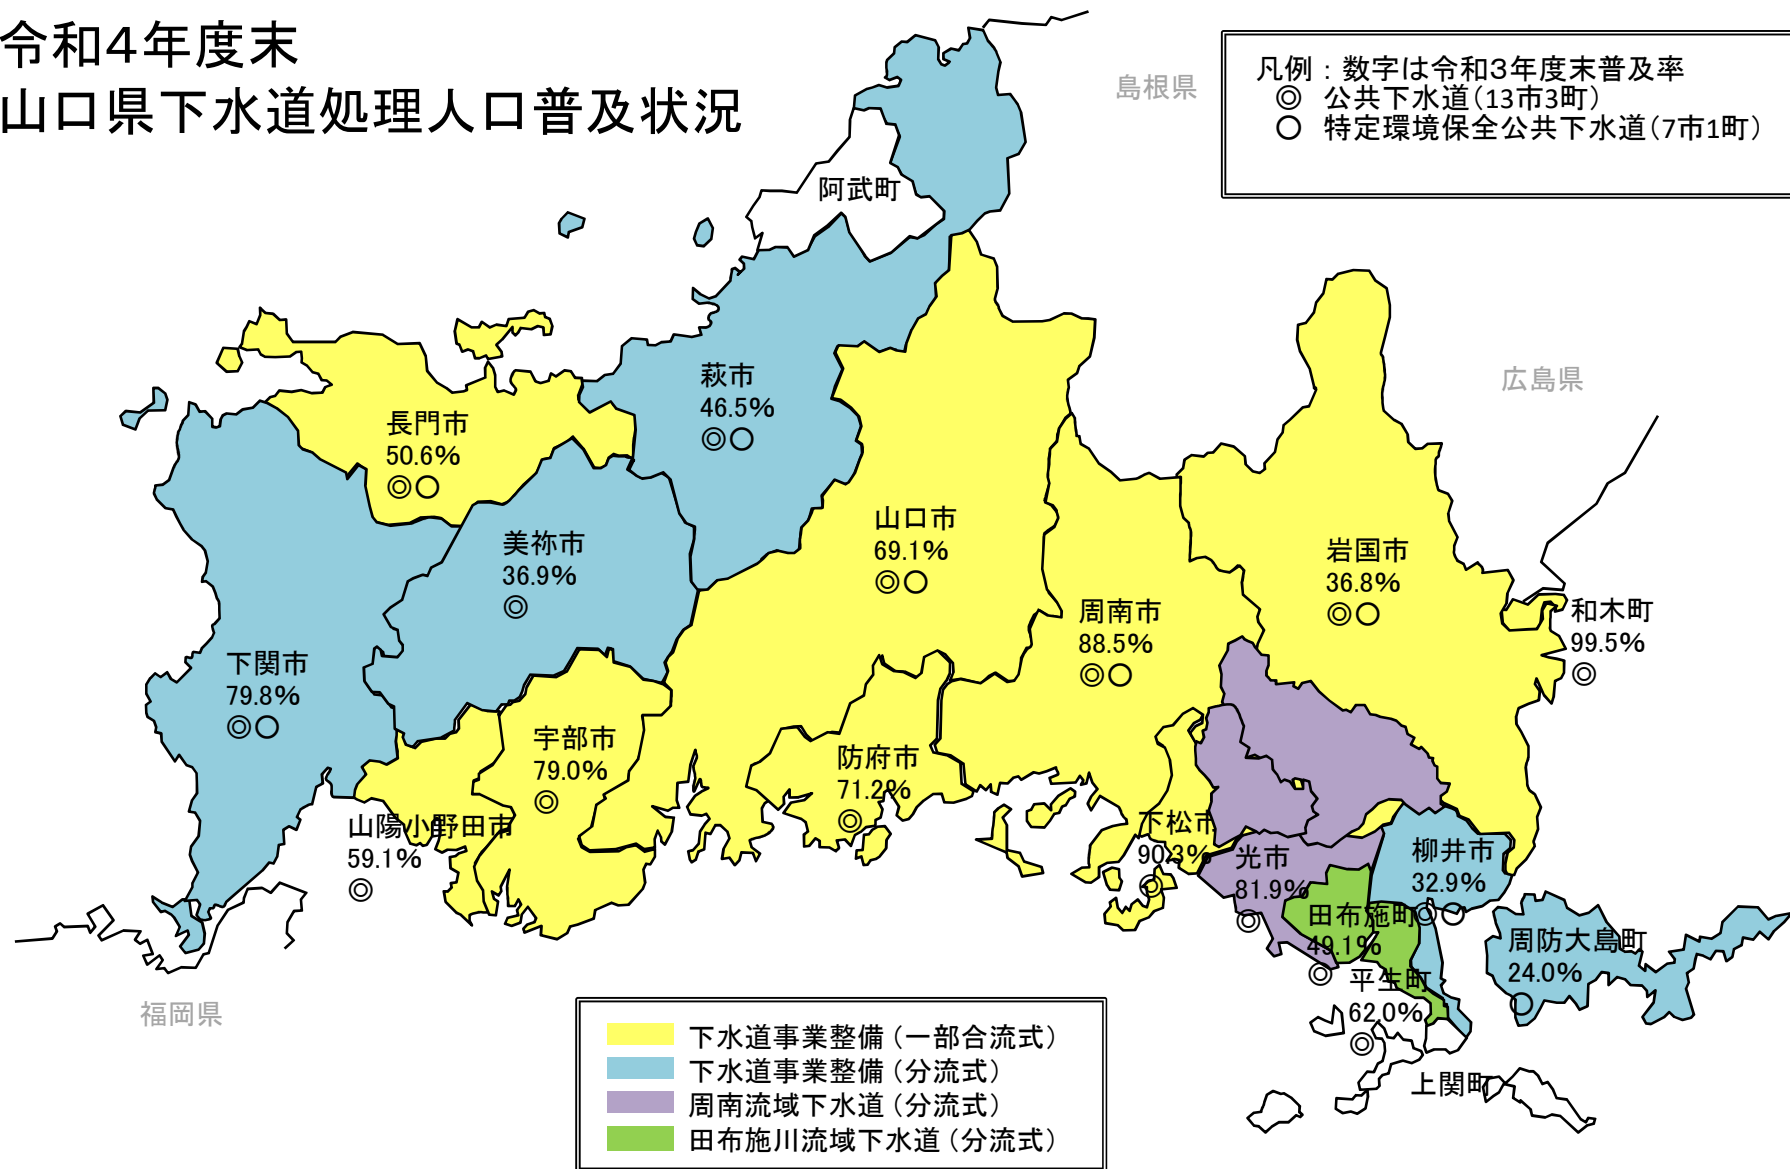 令和4年度末
山口県下水道処理人口普及状況
島根県
凡例：数字は令和3年度末普及率
◎ 公共下水道（13市3町）
○ 特定環境保全公共下水道（7市1町）
阿武町
広島県
萩市
46.5%
◎○
長門市
50.6%
◎○
山口市
69.1%
◎○
美祢市
36.9%
◎
岩国市
36.8%
◎○
周南市
88.5%
◎○
和木町
99.5%
◎
下関市
79.8%
◎○
宇部市
79.0%
◎
防府市
71.2%
◎
山陽小野田市
59.1%
◎
下松市
90.3%
◎
光市
81.9%
◎
柳井市
32.9%
◎○
田布施町
49.1%
◎
周防大島町
24.0%
○
平生町
62.0%
◎
上関町
福岡県
下水道事業整備（一部合流式）
下水道事業整備（分流式）
周南流域下水道（分流式）
田布施川流域下水道（分流式）